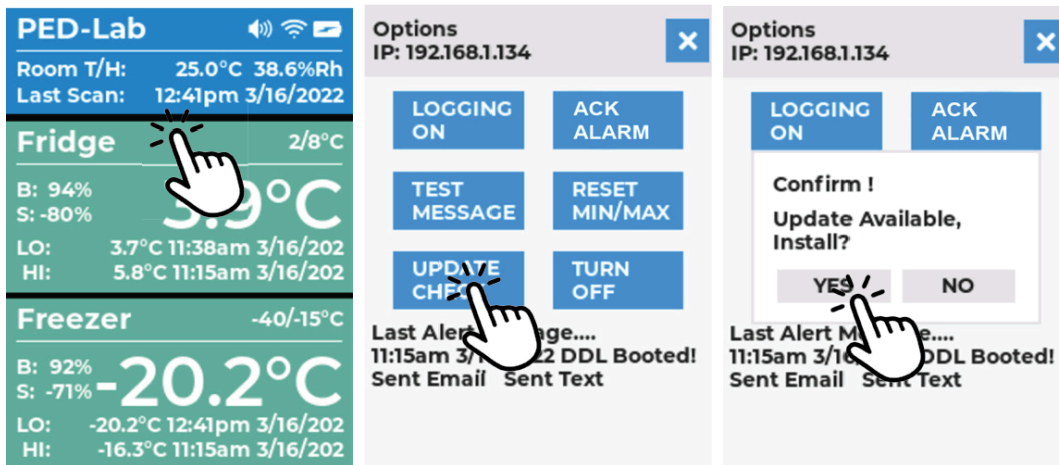 PED-Lab
Room T/H: 25.0°C 38.6%Rh
Last Scan: 12:41pm 3/16/2022
Fridge 2/8°C
B: 94%
S: -80%
LO: 3.7°C 11:38am 3/16/202
HI: 5.8°C 11:15am 3/16/202
Freezer -40/-15°C
B: 92%
S: -71%
-20.2°C
LO: -20.2°C 12:41pm 3/16/202
HI: -16.3°C 11:15am 3/16/202
Options
IP: 192.168.1.134
X
LOGGING
ON
ACK
ALARM
TEST
MESSAGE
RESET
MIN/MAX
UPDATE
TURN
OFF
Last Alert
11:15am DDL Booted!
Sent Email Sent Text
Options
IP: 192.168.1.134
X
LOGGING
ON
ACK
ALARM
Confirm !
Update Available,
Install?
YES
NO
Last Alert
11:15am DDL Booted!
Sent Email Sent Text